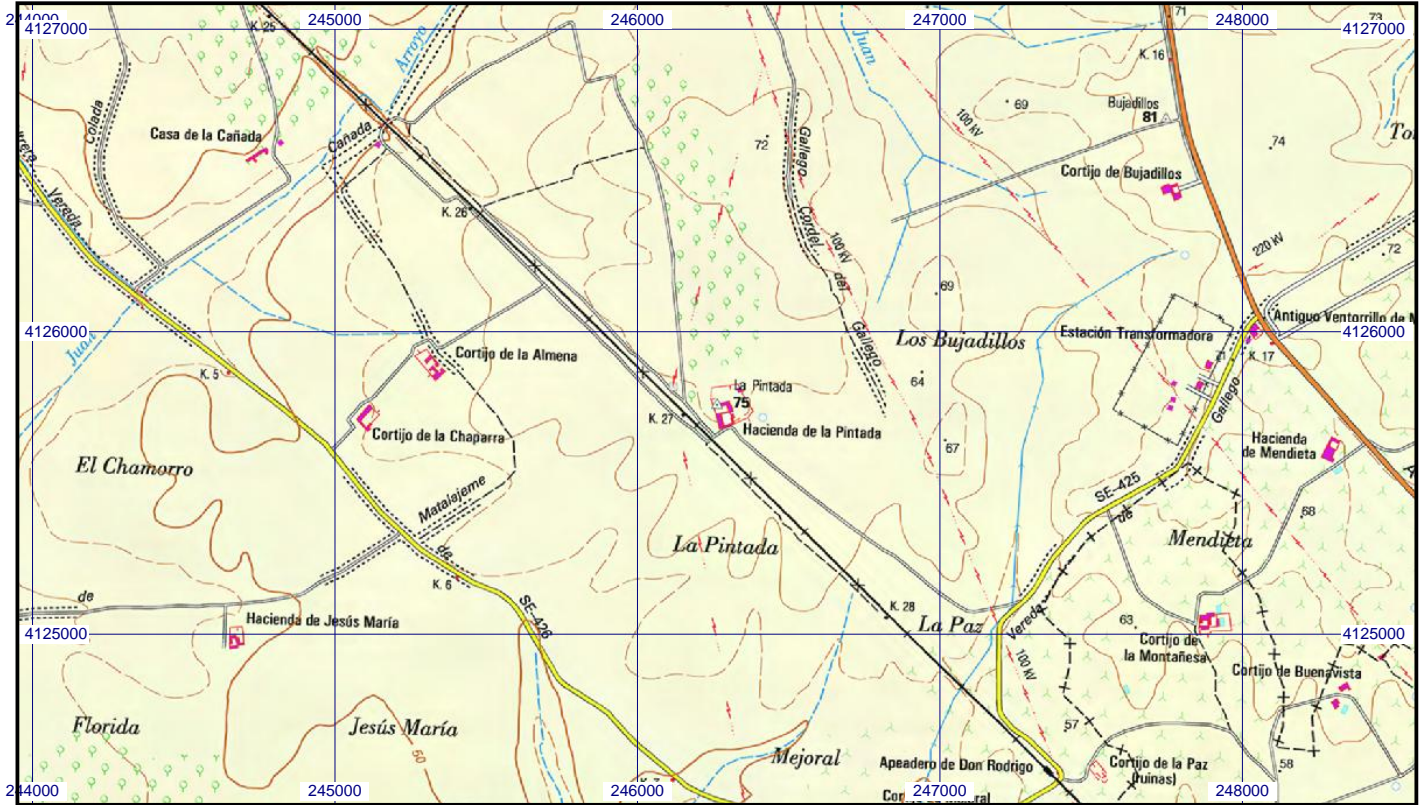 244000
245000
246000
247000
248000
4127000
4127000
K. 25
Arroyo
Juan
71
73
K. 16
Colada
Casa de la Cañada
Cañada
72
Gallego
69
100 kV
Bujadillos
81
74
Vereda
Cortijo de Bujadillos
K. 26
Cordel
100 kV
del
Gallego
220 kV
72
69
4126000
4126000
Los Bujadillos
Estación Transformadora
Antiguo Ventorrillo de
71
K. 17
K. 5
Cortijo de la Almena
64
Gallego
La Pintada
75
K. 27
Hacienda de la Pintada
Cortijo de la Chaparra
67
Hacienda
de Mendieta
El Chamorro
SE-425
de
Matalajeme
68
La Pintada
Mendieta
de
K. 6
de
SE-426
K. 28
Hacienda de Jesús María
La Paz
Vereda
63
4125000
4125000
Cortijo de
la Montañesa
100 kV
Cortijo de Buenavista
Florida
Jesús María
57
60
Mejoral
Apeadero de Don Rodrigo
Cortijo de la Paz
(ruinas)
58
244000
245000
246000
247000
248000